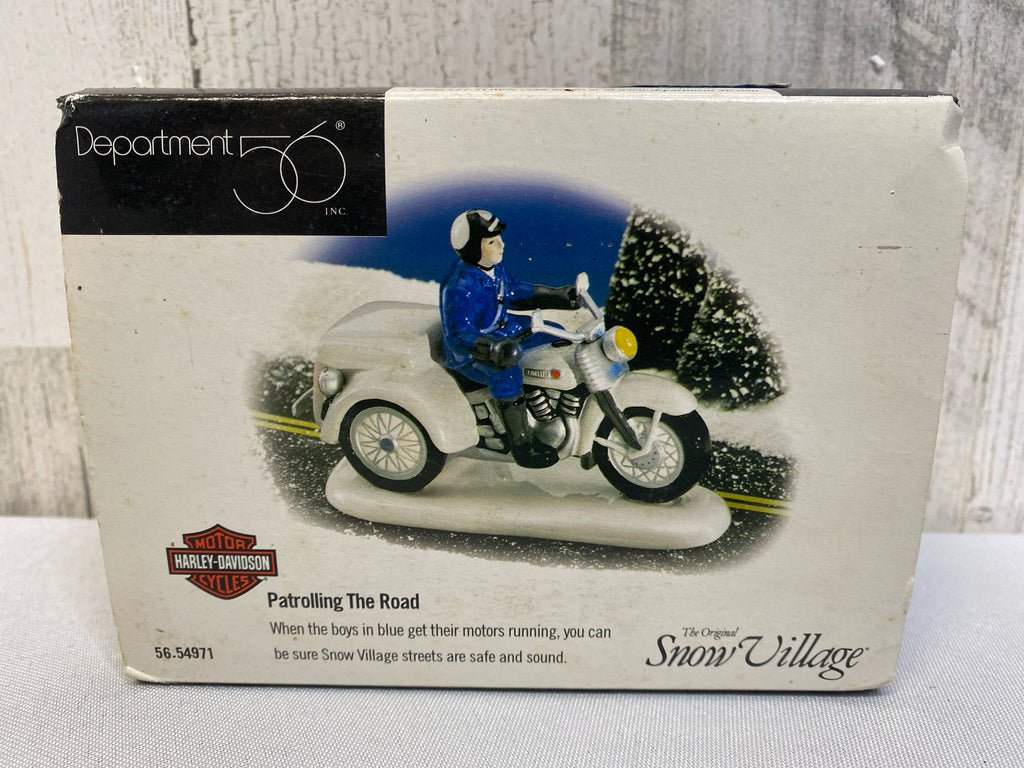 Department 56®
INC.
MOTOR
HARLEY-DAVIDSON
CYCLES
Patrolling The Road
When the boys in blue get their motors running, you can
be sure Snow Village streets are safe and sound.
56.54971
The Original
Snow Village